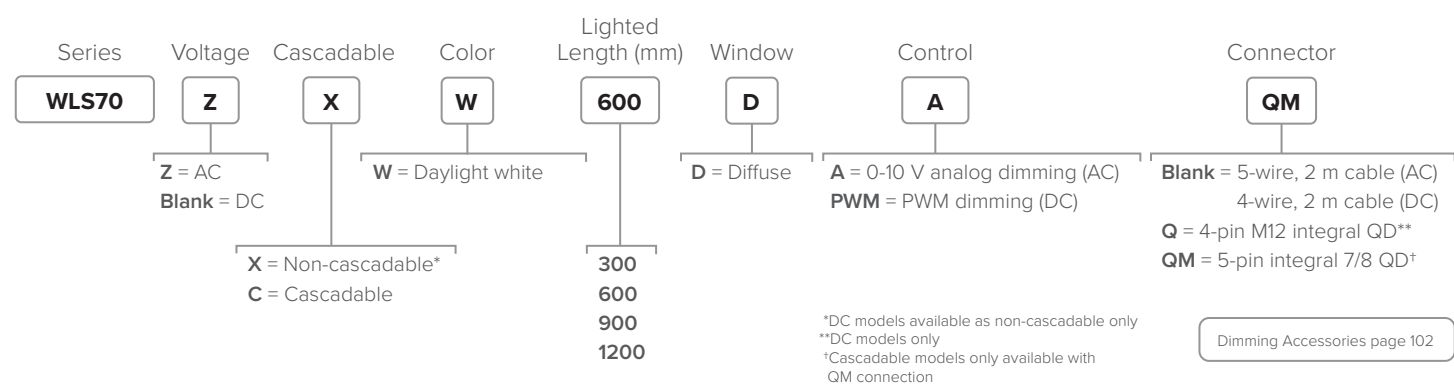 Series Voltage Cascadable Color Lighted Length (mm) Window Control Connector
WLS70 Z X W 600 D A QM
Z = AC
Blank = DC
X = Non-cascadable*
C = Cascadable
W = Daylight white
300
600
900
1200
D = Diffuse
A = 0-10 V analog dimming (AC)
PWM = PWM dimming (DC)
Blank = 5-wire, 2 m cable (AC)
4-wire, 2 m cable (DC)
Q = 4-pin M12 integral QD**
QM = 5-pin integral 7/8 QD†
*DC models available as non-cascadable only
**DC models only
†Cascadable models only available with
QM connection
Dimming Accessories page 102